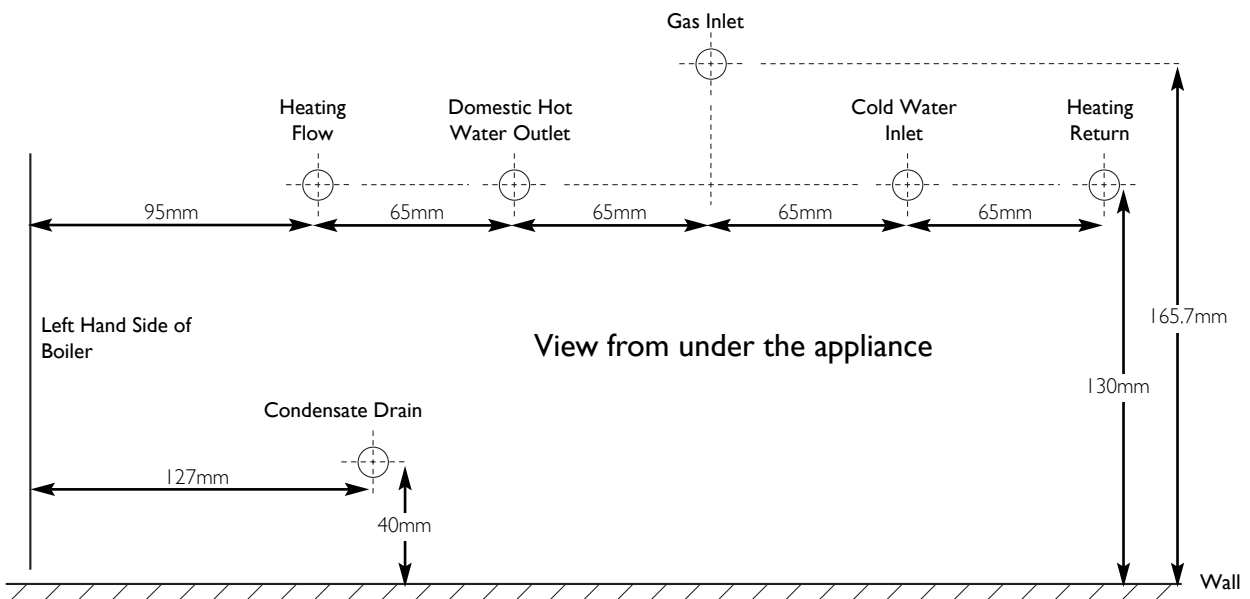 Gas Inlet
Heating
Flow
Domestic Hot
Water Outlet
Cold Water
Inlet
Heating
Return
95mm
65mm
65mm
65mm
65mm
Left Hand Side of
Boiler
View from under the appliance
165.7mm
130mm
Condensate Drain
127mm
40mm
Wall